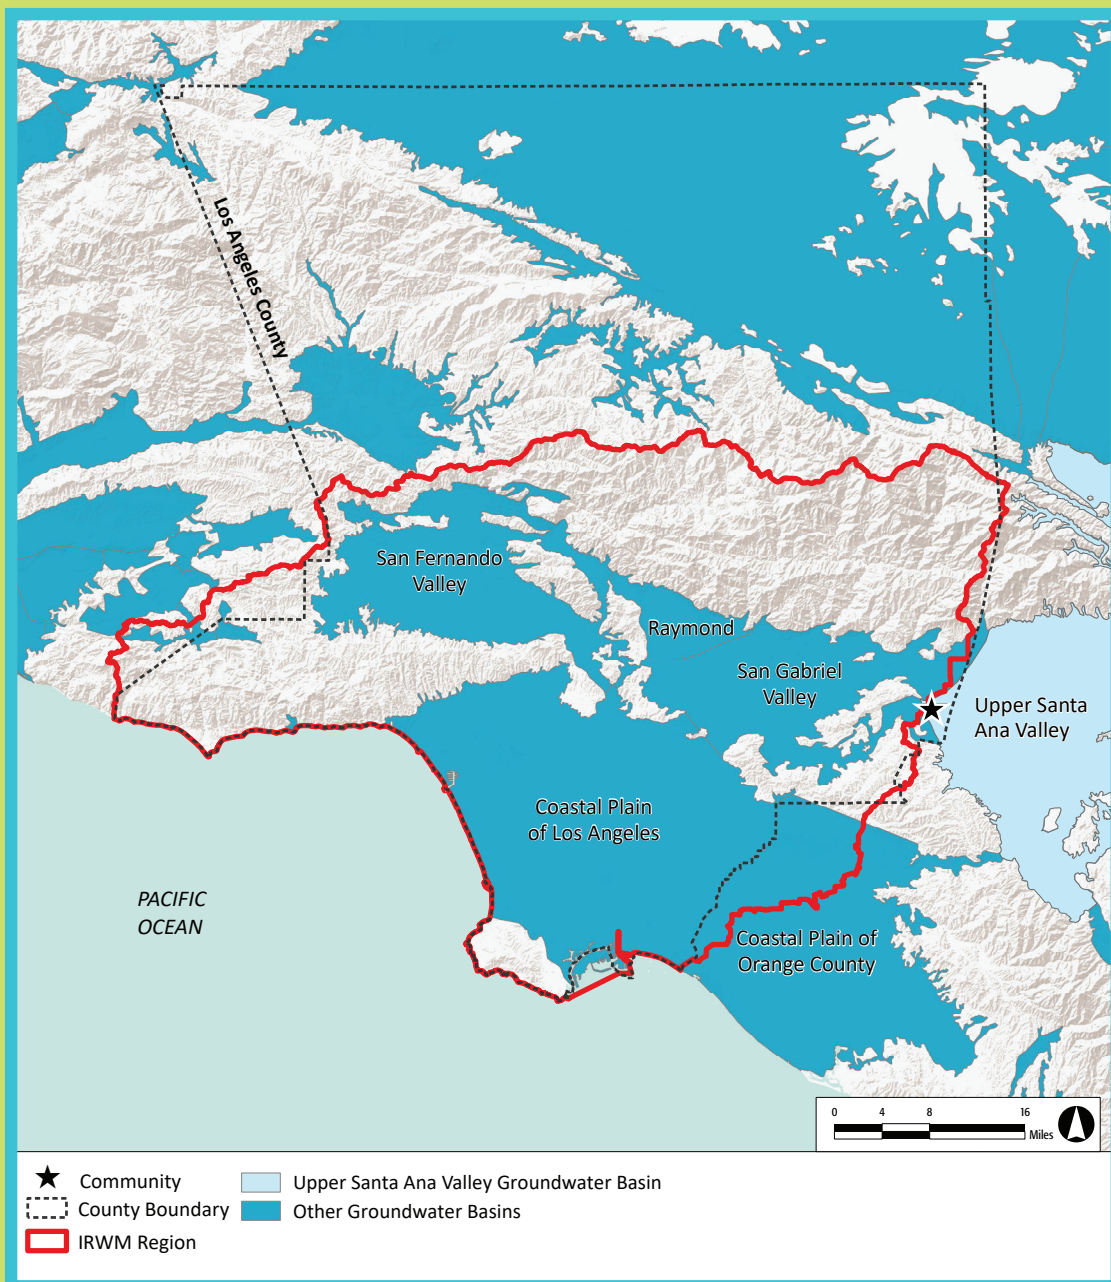 Los Angeles County
San Fernando
Valley
Raymond
San Gabriel
Valley
Upper Santa
Ana Valley
Coastal Plain
of Los Angeles
PACIFIC
OCEAN
Coastal Plain of
Orange County
0 4 8 16
Miles
Community
County Boundary
IRWM Region
Upper Santa Ana Valley Groundwater Basin
Other Groundwater Basins